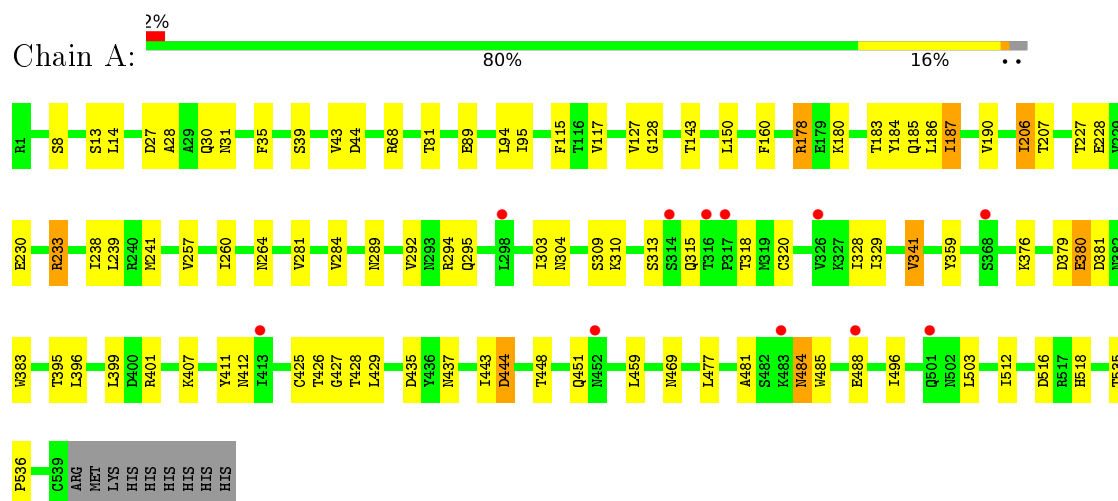 2%
Chain A:
80% 16% • •
R1 S8 S13 L14 D27 A28 A29 Q30 N31 F35 S39 V43 D44 R68 T81 E89 L94 I95 F115 T116 V117 V127 G128 T143 L150 F160 R178 E179 K180 T183 Y184 Q185 L186 I187 V190 I206 T207 T227 E228
E230 R233 I238 L239 R240 M241 V257 I260 N264 V281 V284 N289 V292 N293 R294 Q295 L298 I303 N304 S309 K310 S313 S314 Q315 T316 P317 T318 M319 C320 V326 K327 I328 I329 V341 Y359 S368 K376 D379 E380 D381
W383 T395 L396 L399 D400 R401 K407 Y411 N412 I413 C425 T426 G427 T428 L429 D435 Y436 N437 I443 D444 T448 Q451 N452 L459 N469 L477 A481 S482 K483 N484 W485 E488 I496 Q501 N502 L503 I512 D516 R517 H518
P536 C539 ARG MET LYS HIS HIS HIS HIS HIS HIS